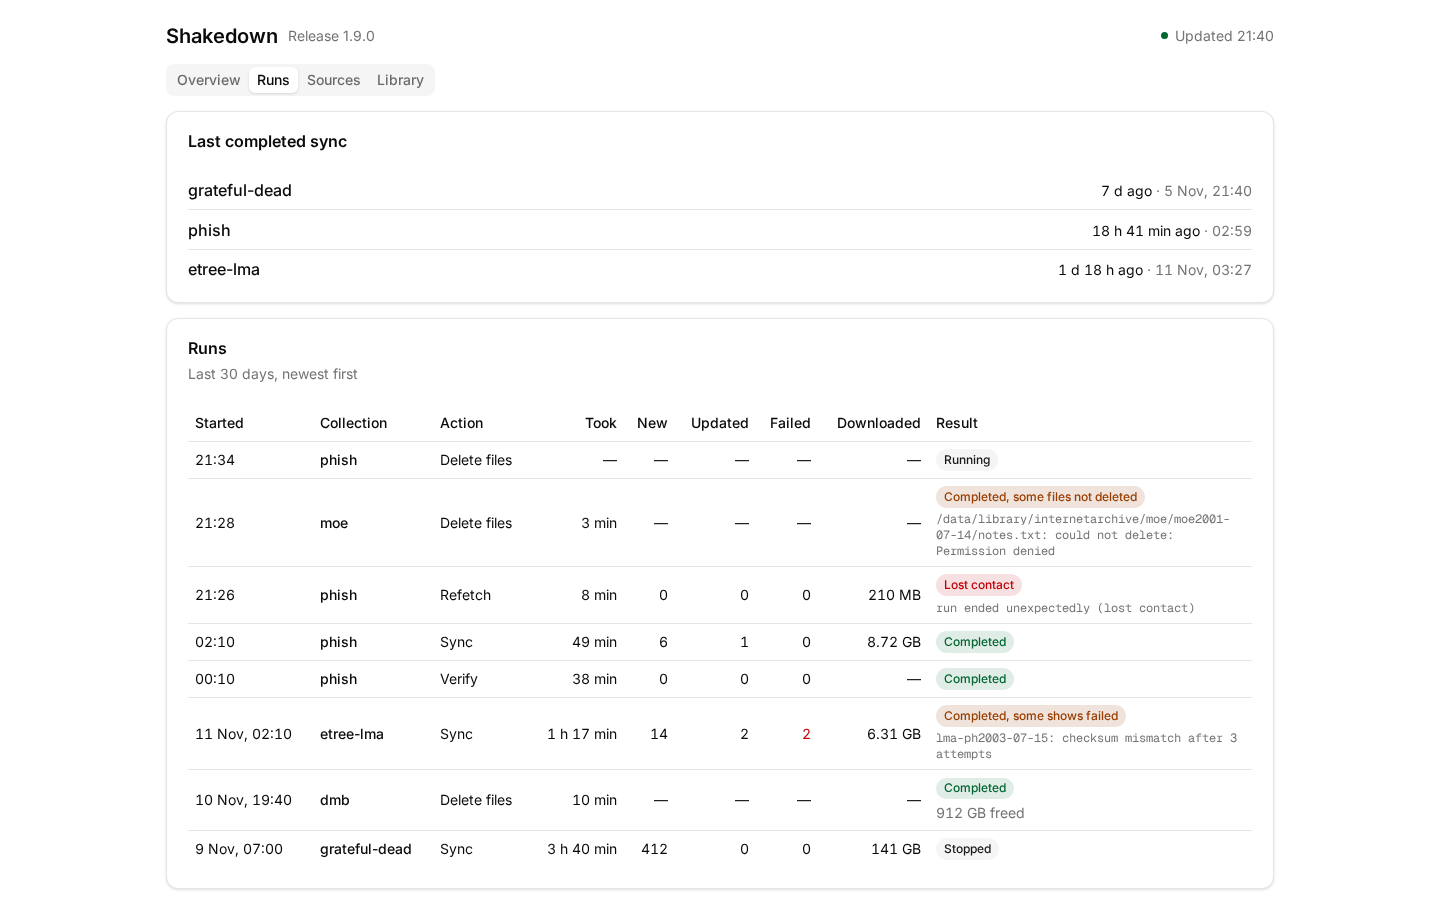 Shakedown Release 1.9.0 Updated 21:40
Overview Runs Sources Library
Last completed sync
grateful-dead 7 d ago · 5 Nov, 21:40
phish 18 h 41 min ago · 02:59
etree-lma 1 d 18 h ago · 11 Nov, 03:27
Runs
Last 30 days, newest first
Started Collection Action Took New Updated Failed Downloaded Result
21:34 phish Delete files — — — — — Running
21:28 moe Delete files 3 min — — — — Completed, some files not deleted
/data/library/internetarchive/moe/moe2001-
07-14/notes.txt: could not delete:
Permission denied
21:26 phish Refetch 8 min 0 0 0 210 MB Lost contact
run ended unexpectedly (lost contact)
02:10 phish Sync 49 min 6 1 0 8.72 GB Completed
00:10 phish Verify 38 min 0 0 0 — Completed
11 Nov, 02:10 etree-lma Sync 1 h 17 min 14 2 2 6.31 GB Completed, some shows failed
lma-ph2003-07-15: checksum mismatch after 3
attempts
10 Nov, 19:40 dmb Delete files 10 min — — — — Completed
912 GB freed
9 Nov, 07:00 grateful-dead Sync 3 h 40 min 412 0 0 141 GB Stopped